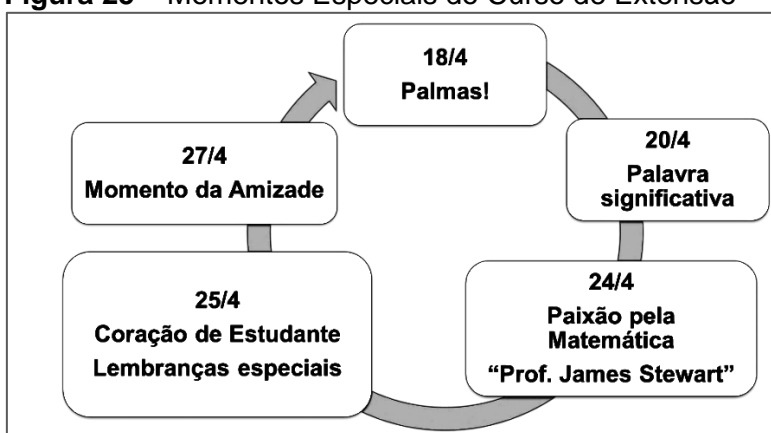 Figura 23 – Momentos Especiais do Curso de Extensão
18/4
Palmas!
20/4
Palavra
significativa
24/4
Paixão pela
Matemática
“Prof. James Stewart”
25/4
Coração de Estudante
Lembranças especiais
27/4
Momento da Amizade